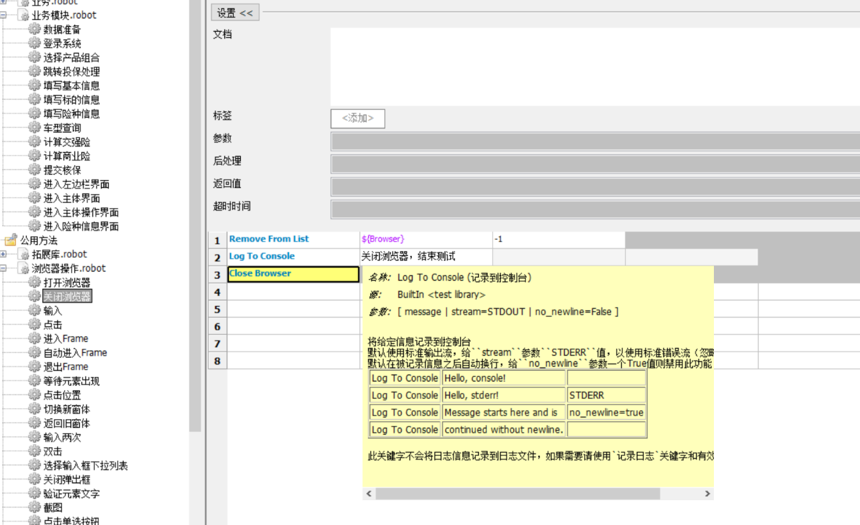 业务.robot
业务模块.robot
数据准备
登录系统
选择产品组合
跳转投保处理
填写基本信息
填写标的信息
填写险种信息
车型查询
计算交强险
计算商业险
提交核保
进入左边栏界面
进入主体界面
进入主体操作界面
进入险种信息界面
公用方法
拓展库.robot
浏览器操作.robot
打开浏览器
关闭浏览器
输入
点击
进入Frame
自动进入Frame
退出Frame
等待元素出现
点击位置
切换新窗体
返回旧窗体
输入两次
双击
选择输入框下拉列表
关闭弹出框
验证元素文字
截图
点击单选按钮
设置 <<
文档
标签 <添加>
参数
后处理
返回值
超时时间
1 Remove From List ${Browser} -1
2 Log To Console 关闭浏览器，结束测试
3 Close Browser
4
5
6
7
8
名称: Log To Console (记录到控制台)
源: BuiltIn <test library>
参数: [ message | stream=STDOUT | no_newline=False ]
将给定信息记录到控制台
默认使用标准输出流，给``stream``参数``STDERR``值，以使用标准错误流（忽略
默认在被记录信息之后自动换行，给``no_newline``参数一个True值则禁用此功能
Log To Console Hello, console!
Log To Console Hello, stderr! STDERR
Log To Console Message starts here and is no_newline=true
Log To Console continued without newline.
此关键字不会将日志信息记录到日志文件，如果需要请使用`记录日志`关键字和有效